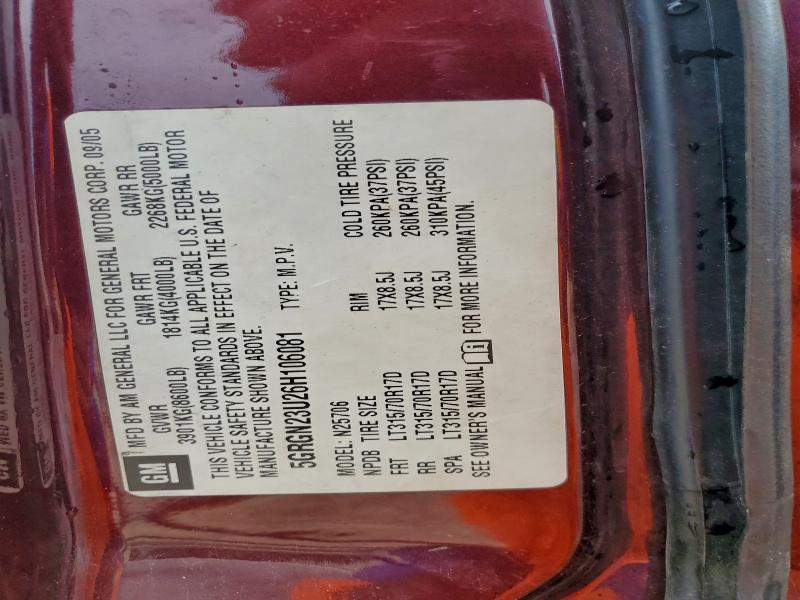 GM
MFD BY AM GENERAL LLC FOR GENERAL MOTORS CORP. 09/05
GVWR GAWR FRT GAWR RR
3901KG(8600LB) 1814KG(4000LB) 2268KG(5000LB)
THIS VEHICLE CONFORMS TO ALL APPLICABLE U.S. FEDERAL MOTOR
VEHICLE SAFETY STANDARDS IN EFFECT ON THE DATE OF
MANUFACTURE SHOWN ABOVE.
5GRGN23U26H106081 TYPE: M.P.V.
MODEL: N25706
NPDB TIRE SIZE RIM COLD TIRE PRESSURE
FRT LT315/70R17D 17X8.5J 260KPA(37PSI)
RR LT315/70R17D 17X8.5J 260KPA(37PSI)
SPA LT315/70R17D 17X8.5J 310KPA(45PSI)
SEE OWNER'S MANUAL FOR MORE INFORMATION.